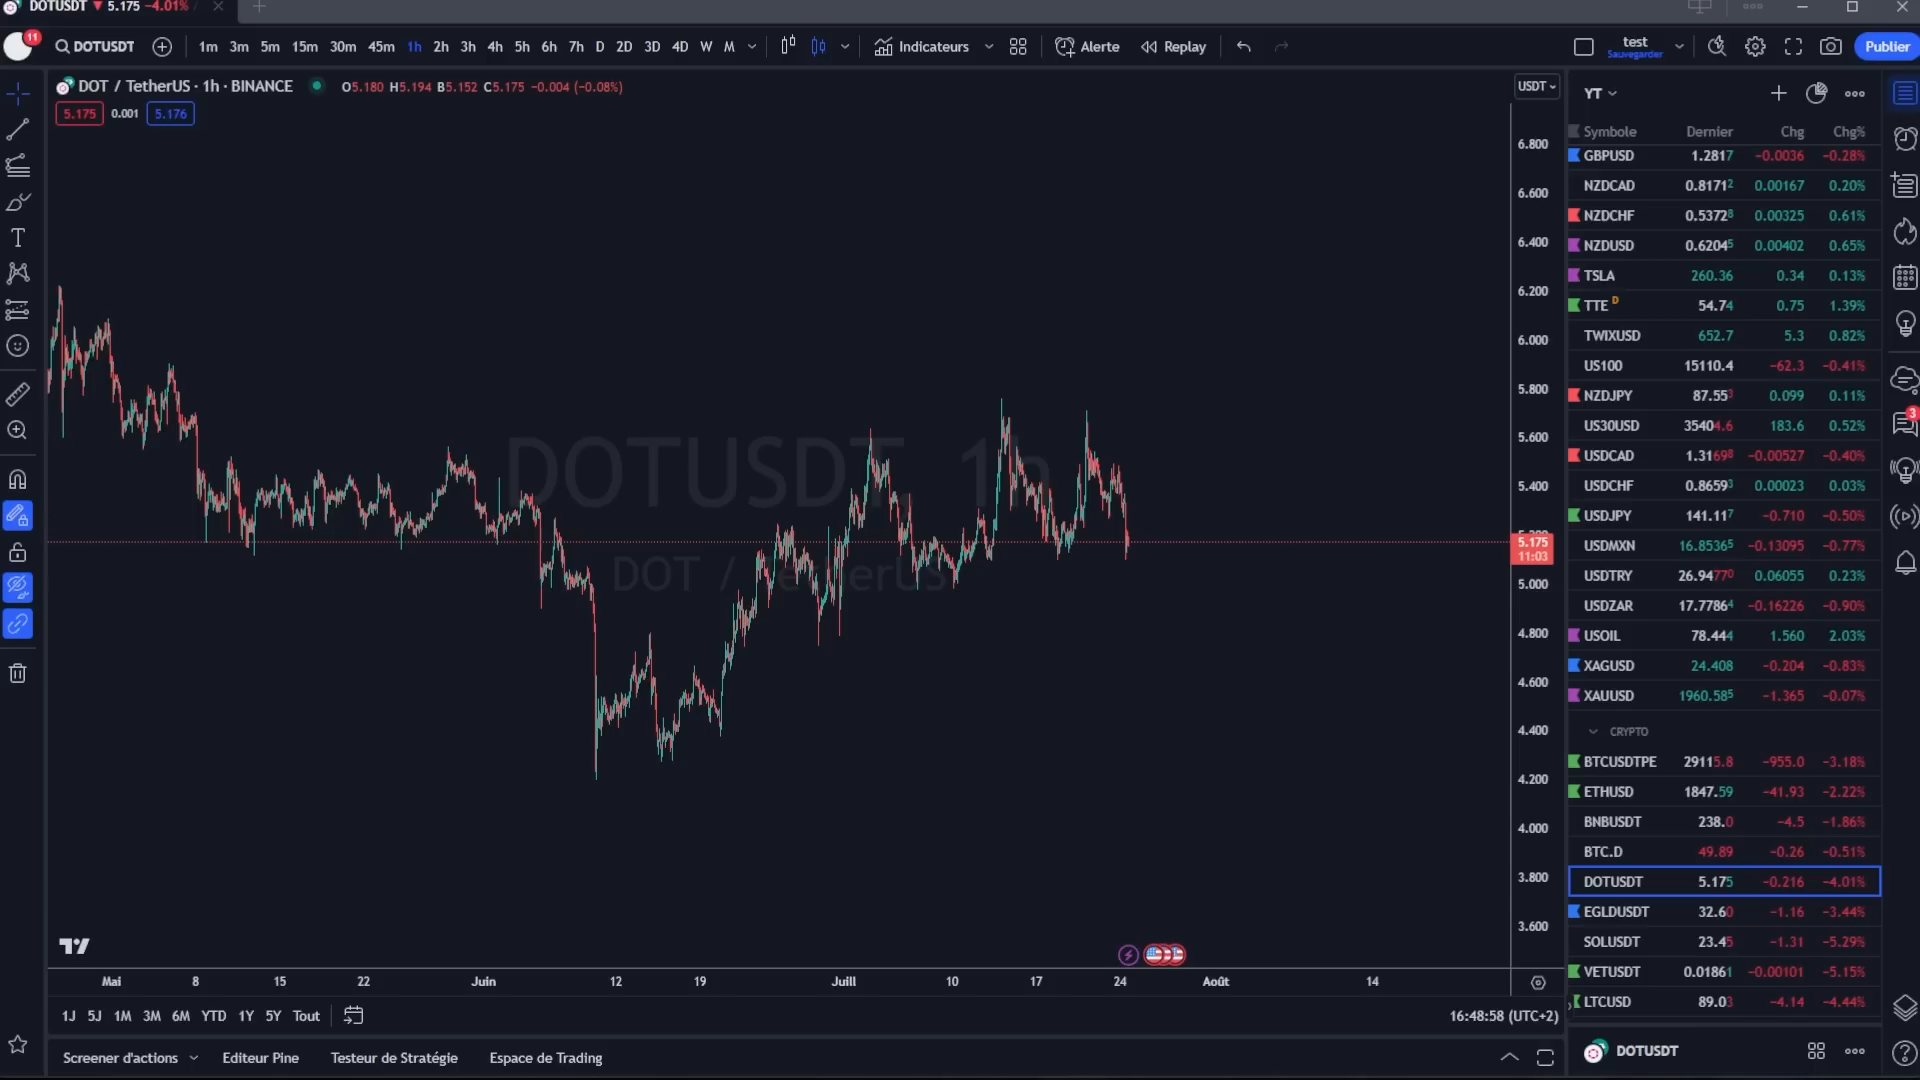 DOTUSDT ▼ 5.175 −4.01% /
11 DOTUSDT 1m 3m 5m 15m 30m 45m 1h 2h 3h 4h 5h 6h 7h D 2D 3D 4D W M Indicateurs Alerte Replay test Sauvegarder Publier
DOT / TetherUS · 1h · BINANCE O5.180 H5.194 B5.152 C5.175 −0.004 (−0.08%)
5.175 0.001 5.176
USDT
6.800
6.600
6.400
6.200
6.000
5.800
5.600
5.400
5.175
11:03
5.000
4.800
4.600
4.400
4.200
4.000
3.800
3.600
DOTUSDT, 1h
DOT / TetherUS
Mai 8 15 22 Juin 12 19 Juill 10 17 24 Août 14
1J 5J 1M 3M 6M YTD 1Y 5Y Tout
16:48:58 (UTC+2)
Screener d'actions Editeur Pine Testeur de Stratégie Espace de Trading
YT
Symbole Dernier Chg Chg%
GBPUSD 1.2817 −0.0036 −0.28%
NZDCAD 0.81712 0.00167 0.20%
NZDCHF 0.53728 0.00325 0.61%
NZDUSD 0.62045 0.00402 0.65%
TSLA 260.36 0.34 0.13%
TTE D 54.74 0.75 1.39%
TWIXUSD 652.7 5.3 0.82%
US100 15110.4 −62.3 −0.41%
NZDJPY 87.553 0.099 0.11%
US30USD 35404.6 183.6 0.52%
USDCAD 1.31698 −0.00527 −0.40%
USDCHF 0.86593 0.00023 0.03%
USDJPY 141.117 −0.710 −0.50%
USDMXN 16.85365 −0.13095 −0.77%
USDTRY 26.94770 0.06055 0.23%
USDZAR 17.77864 −0.16226 −0.90%
USOIL 78.444 1.560 2.03%
XAGUSD 24.408 −0.204 −0.83%
XAUUSD 1960.585 −1.365 −0.07%
CRYPTO
BTCUSDTPE 29115.8 −955.0 −3.18%
ETHUSD 1847.59 −41.93 −2.22%
BNBUSDT 238.0 −4.5 −1.86%
BTC.D 49.89 −0.26 −0.51%
DOTUSDT 5.175 −0.216 −4.01%
EGLDUSDT 32.60 −1.16 −3.44%
SOLUSDT 23.45 −1.31 −5.29%
VETUSDT 0.01861 −0.00101 −5.15%
LTCUSD 89.03 −4.14 −4.44%
DOTUSDT
3